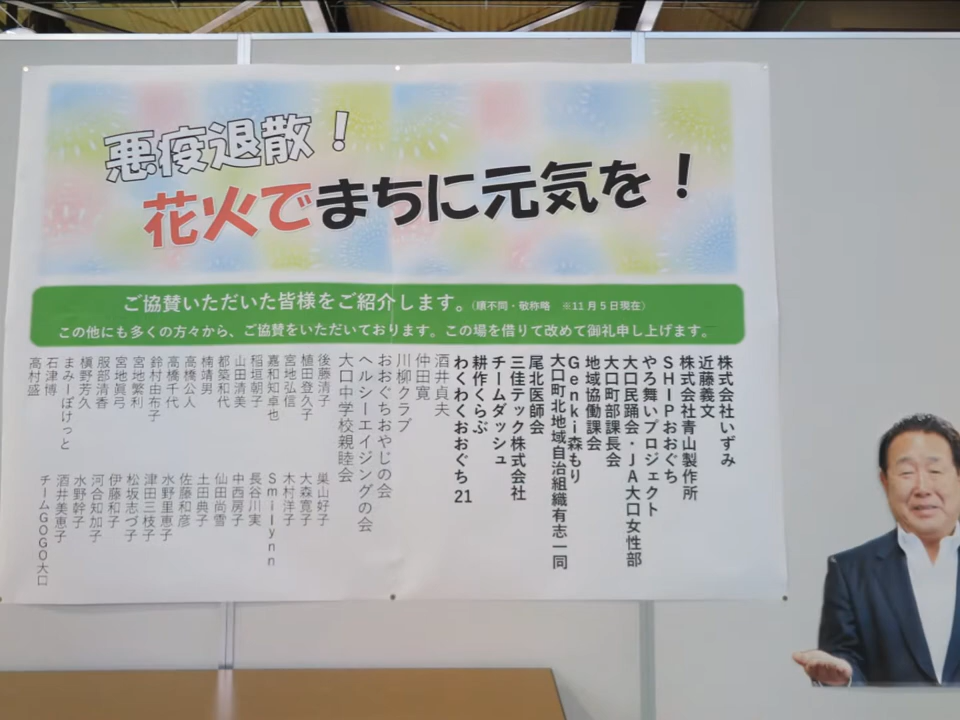 悪疫退散！
花火でまちに元気を！
ご協賛いただいた皆様をご紹介します。（順不同・敬称略　※11月5日現在）
この他にも多くの方々から、ご協賛をいただいております。この場を借りて改めて御礼申し上げます。
株式会社いずみ
近藤義文
株式会社青山製作所
ＳＨＩＰおおぐち
やろ舞いプロジェクト
大口民踊会・ＪＡ大口女性部
大口町部課長会
地域協働課会
Ｇｅｎｋｉ森もり
大口町北地域自治組織有志一同
尾北医師会
三佳テック株式会社
チームダッシュ
耕作くらぶ
わくわくおおぐち21
酒井貞夫
仲田寛
川柳クラブ
おおぐちおやじの会
ヘルシーエイジングの会
大口中学校親睦会
後藤清子
植田登久子
宮地弘信
嘉和知卓也
稲垣朝子
山田清美
都築和代
楠靖男
高橋公人
高橋千代
鈴村由布子
宮地繁利
宮地眞弓
服部清香
槇野芳久
まみーぽけっと
石津博
高村盛
巣山好子
大森寛子
木村洋子
Ｓｍｉｌｙｎｎ
長谷川実
中西房子
仙田尚雪
土田典子
佐藤和彦
水野里恵子
津田三枝子
松坂志づ子
伊藤和子
河合知加子
水野幹子
酒井美恵子
チームＧＯＧＯ大口